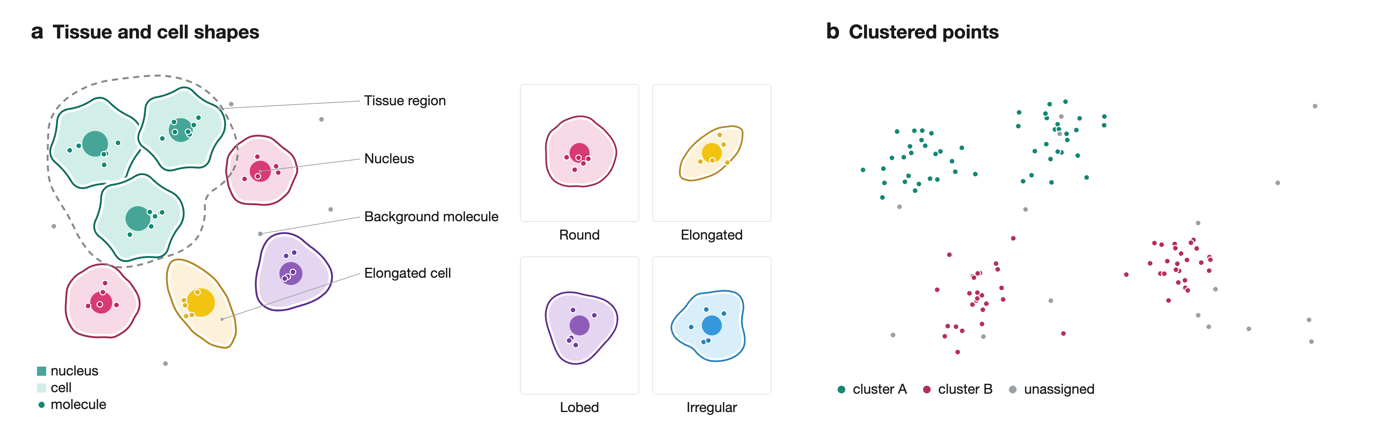 a Tissue and cell shapes
Tissue region
Nucleus
Background molecule
Elongated cell
nucleus
cell
molecule
Round
Elongated
Lobed
Irregular
b Clustered points
cluster A
cluster B
unassigned